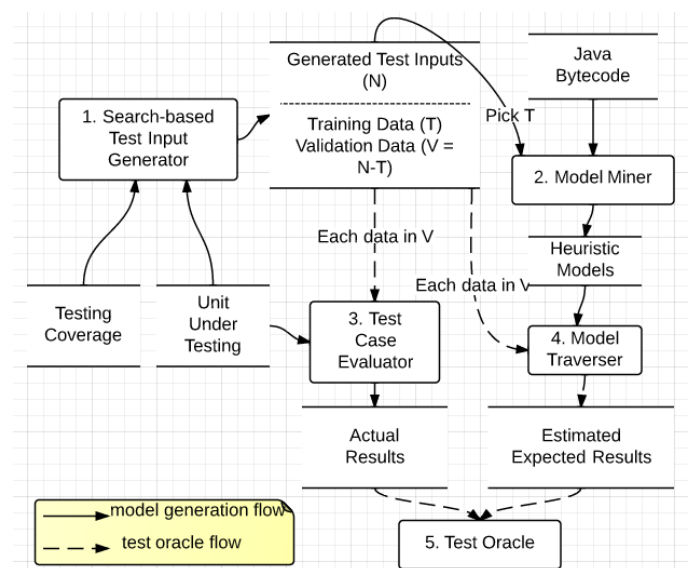 Generated Test Inputs
(N)
Training Data (T)
Validation Data (V =
N-T)
Java
Bytecode
1. Search-based
Test Input
Generator
Pick T
2. Model Miner
Each data in V
Heuristic
Models
Each data in V
Testing
Coverage
Unit
Under
Testing
3. Test
Case
Evaluator
4. Model
Traverser
Actual
Results
Estimated
Expected Results
model generation flow
test oracle flow
5. Test Oracle